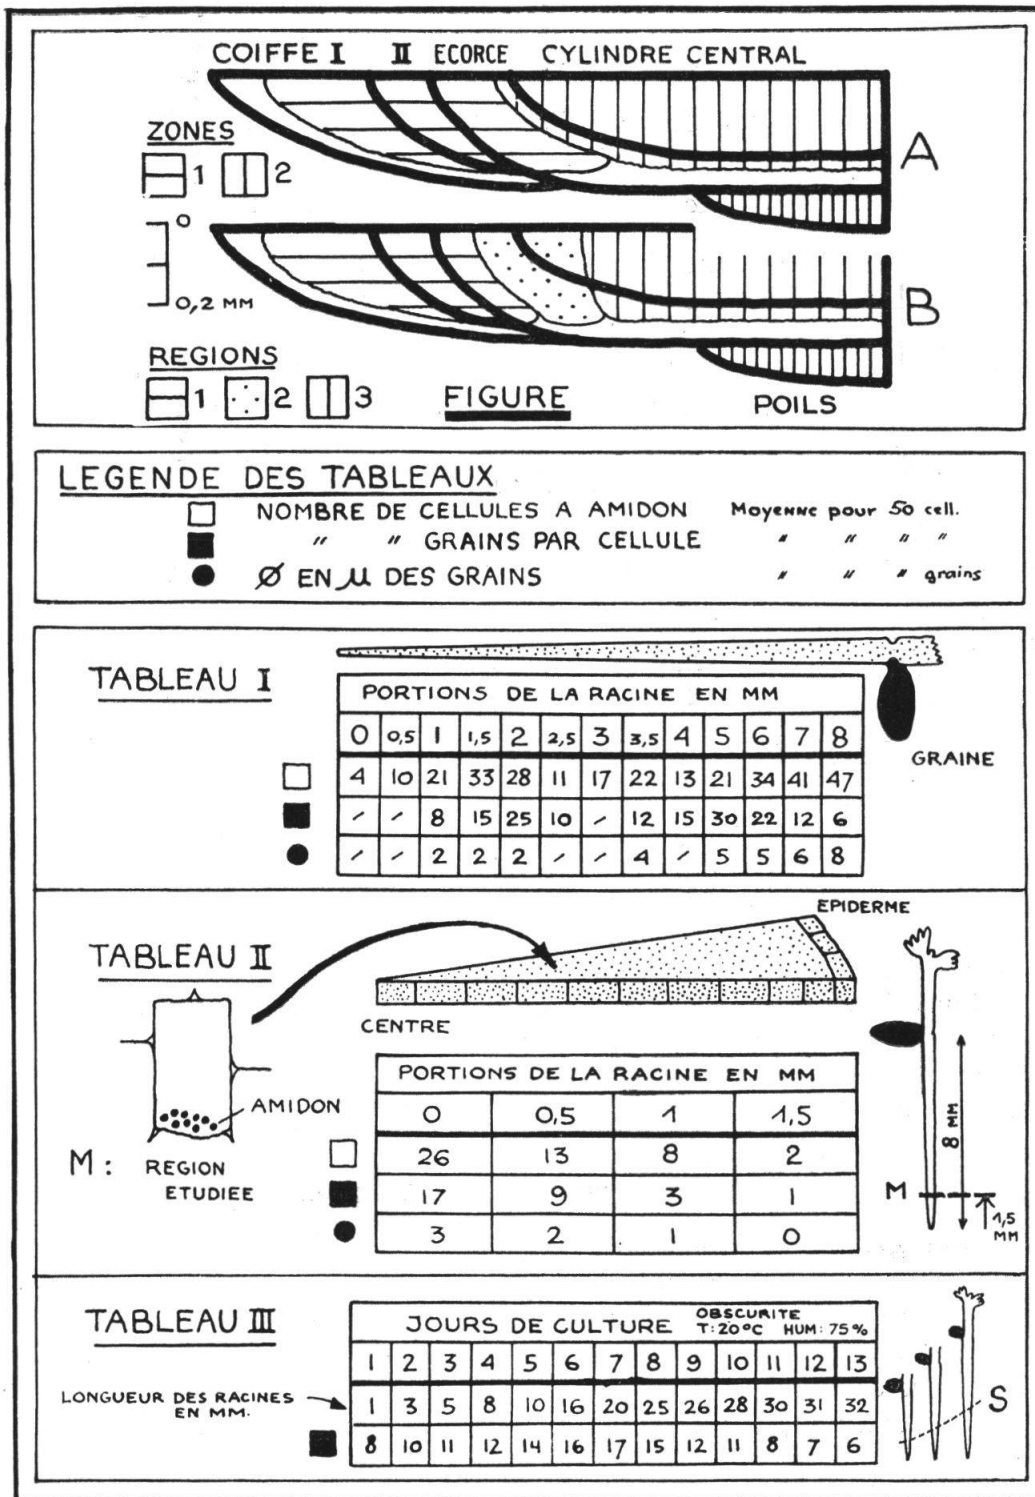 COIFFE I II ECORCE CYLINDRE CENTRAL
ZONES
1 2
A
0
0,2 MM
B
REGIONS
1 2 3
FIGURE
POILS
LEGENDE DES TABLEAUX
NOMBRE DE CELLULES A AMIDON Moyenne pour 50 cell.
" " GRAINS PAR CELLULE " " " "
Ø EN µ DES GRAINS " " " grains
TABLEAU I
PORTIONS DE LA RACINE EN MM
0 0,5 1 1,5 2 2,5 3 3,5 4 5 6 7 8
GRAINE
4 10 21 33 28 11 17 22 13 21 34 41 47
/ / 8 15 25 10 / 12 15 30 22 12 6
/ / 2 2 2 / / 4 / 5 5 6 8
EPIDERME
TABLEAU II
CENTRE
AMIDON
M : REGION
ETUDIEE
PORTIONS DE LA RACINE EN MM
0 0,5 1 1,5
26 13 8 2
17 9 3 1
3 2 1 0
8 MM
M
1,5
MM
TABLEAU III
JOURS DE CULTURE OBSCURITE
T:20°C HUM: 75%
1 2 3 4 5 6 7 8 9 10 11 12 13
LONGUEUR DES RACINES
EN MM.
1 3 5 8 10 16 20 25 26 28 30 31 32
8 10 11 12 14 16 17 15 12 11 8 7 6
S